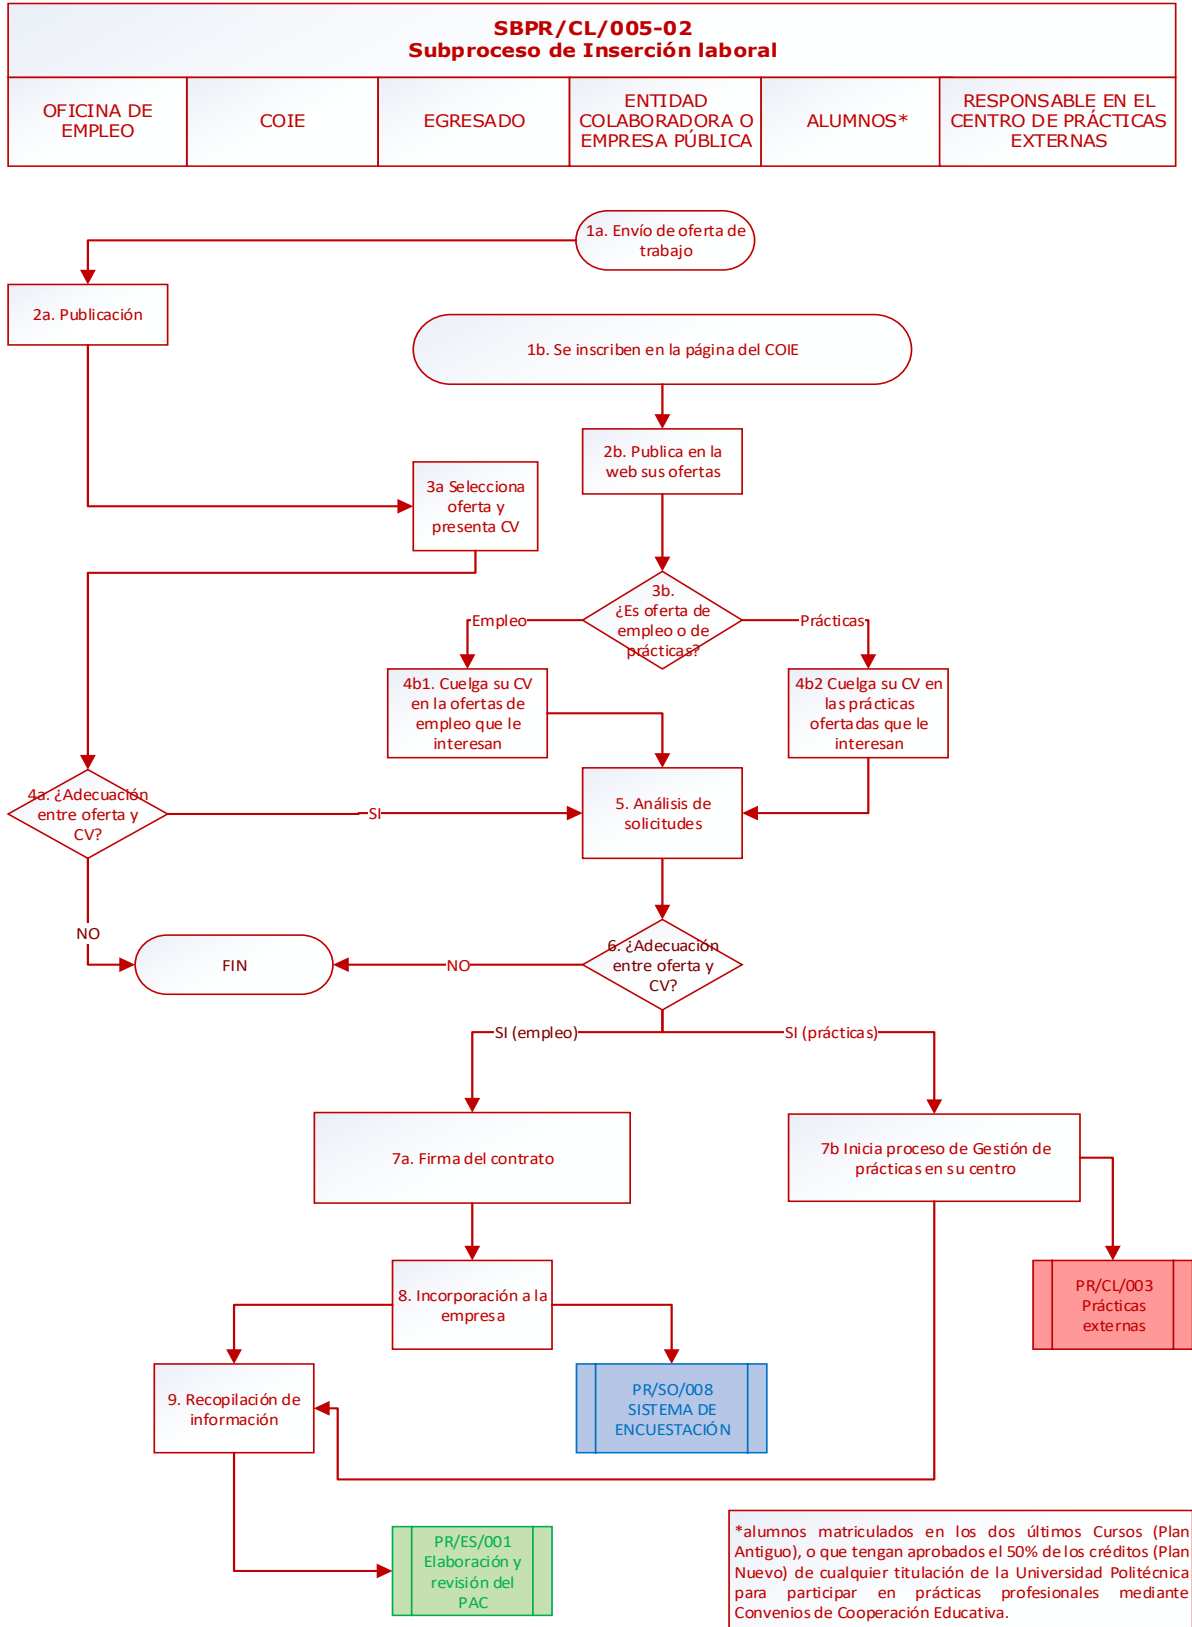 SBPR/CL/005-02
Subproceso de Inserción laboral
OFICINA DE
EMPLEO
COIE
EGRESADO
ENTIDAD
COLABORADORA O
EMPRESA PÚBLICA
ALUMNOS*
RESPONSABLE EN EL
CENTRO DE PRÁCTICAS
EXTERNAS
1a. Envío de oferta de
trabajo
2a. Publicación
1b. Se inscriben en la página del COIE
2b. Publica en la
web sus ofertas
3a Selecciona
oferta y
presenta CV
3b.
¿Es oferta de
empleo o de
prácticas?
Empleo
Prácticas
4b1. Cuelga su CV
en la ofertas de
empleo que le
interesan
4b2 Cuelga su CV en
las prácticas
ofertadas que le
interesan
4a. ¿Adecuación
entre oferta y
CV?
SI
5. Análisis de
solicitudes
NO
FIN
NO
6. ¿Adecuación
entre oferta y
CV?
SI (empleo)
SI (prácticas)
7a. Firma del contrato
7b Inicia proceso de Gestión de
prácticas en su centro
8. Incorporación a la
empresa
PR/CL/003
Prácticas
externas
9. Recopilación de
información
PR/SO/008
SISTEMA DE
ENCUESTACIÓN
PR/ES/001
Elaboración y
revisión del
PAC
*alumnos matriculados en los dos últimos Cursos (Plan
Antiguo), o que tengan aprobados el 50% de los créditos (Plan
Nuevo) de cualquier titulación de la Universidad Politécnica
para participar en prácticas profesionales mediante
Convenios de Cooperación Educativa.